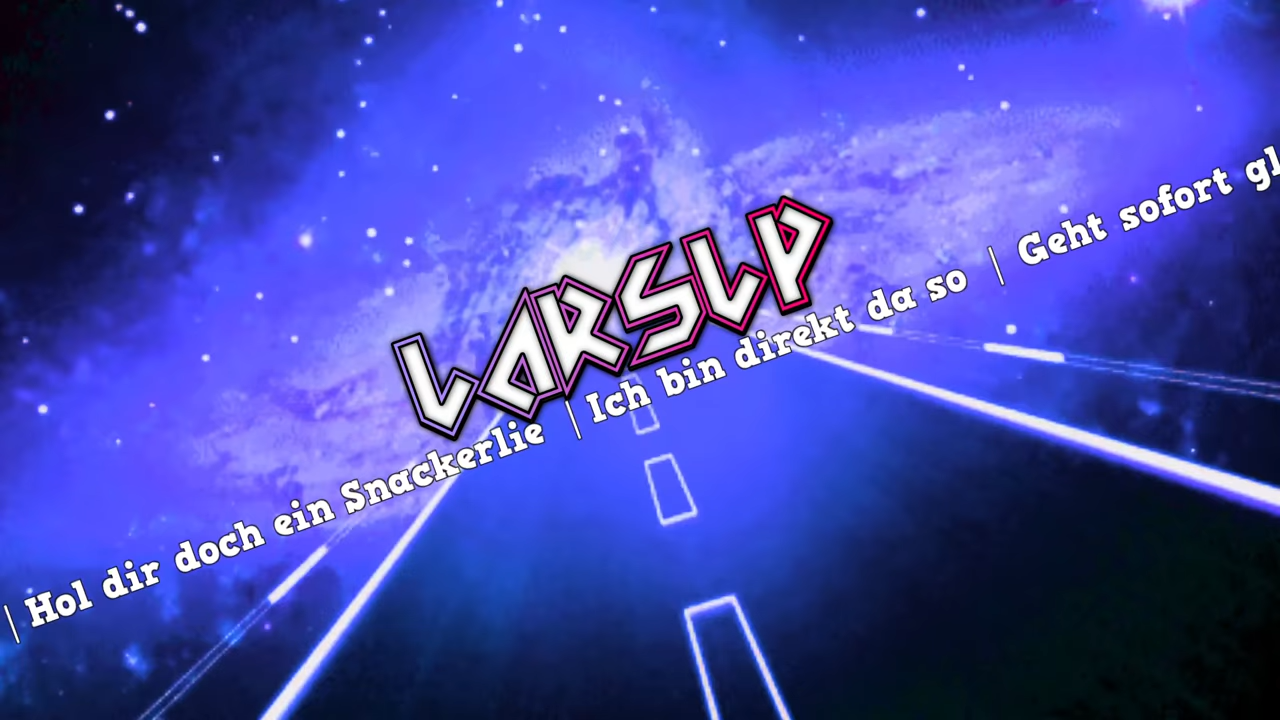 LARSLP
| Hol dir doch ein Snackerlie | Ich bin direkt da so | Geht sofort